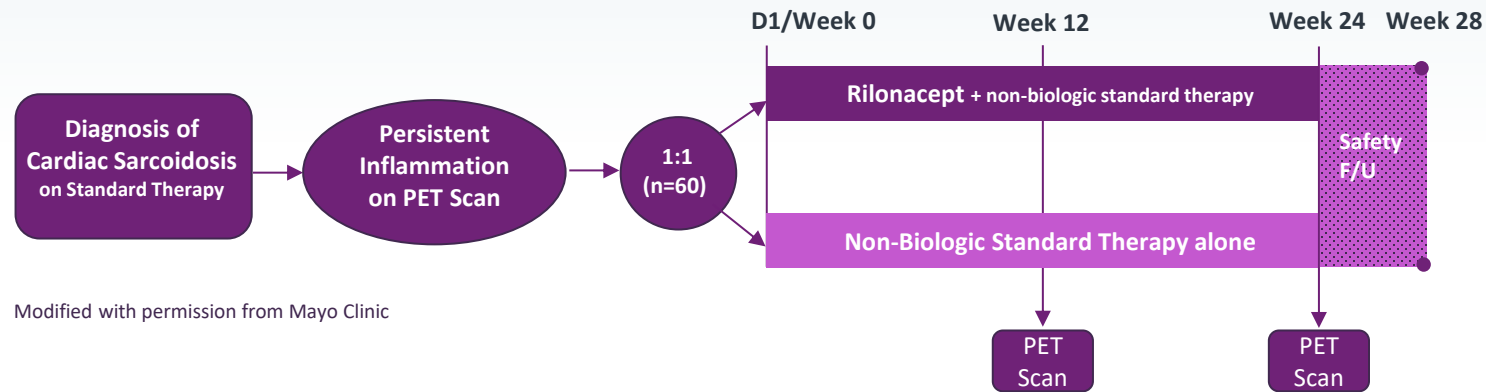 D1/Week 0
Week 12
Week 24
Week 28
Diagnosis of
Cardiac Sarcoidosis
on Standard Therapy
Persistent
Inflammation
on PET Scan
1:1
(n=60)
Rilonacept + non-biologic standard therapy
Safety
F/U
Non-Biologic Standard Therapy alone
Modified with permission from Mayo Clinic
PET
Scan
PET
Scan